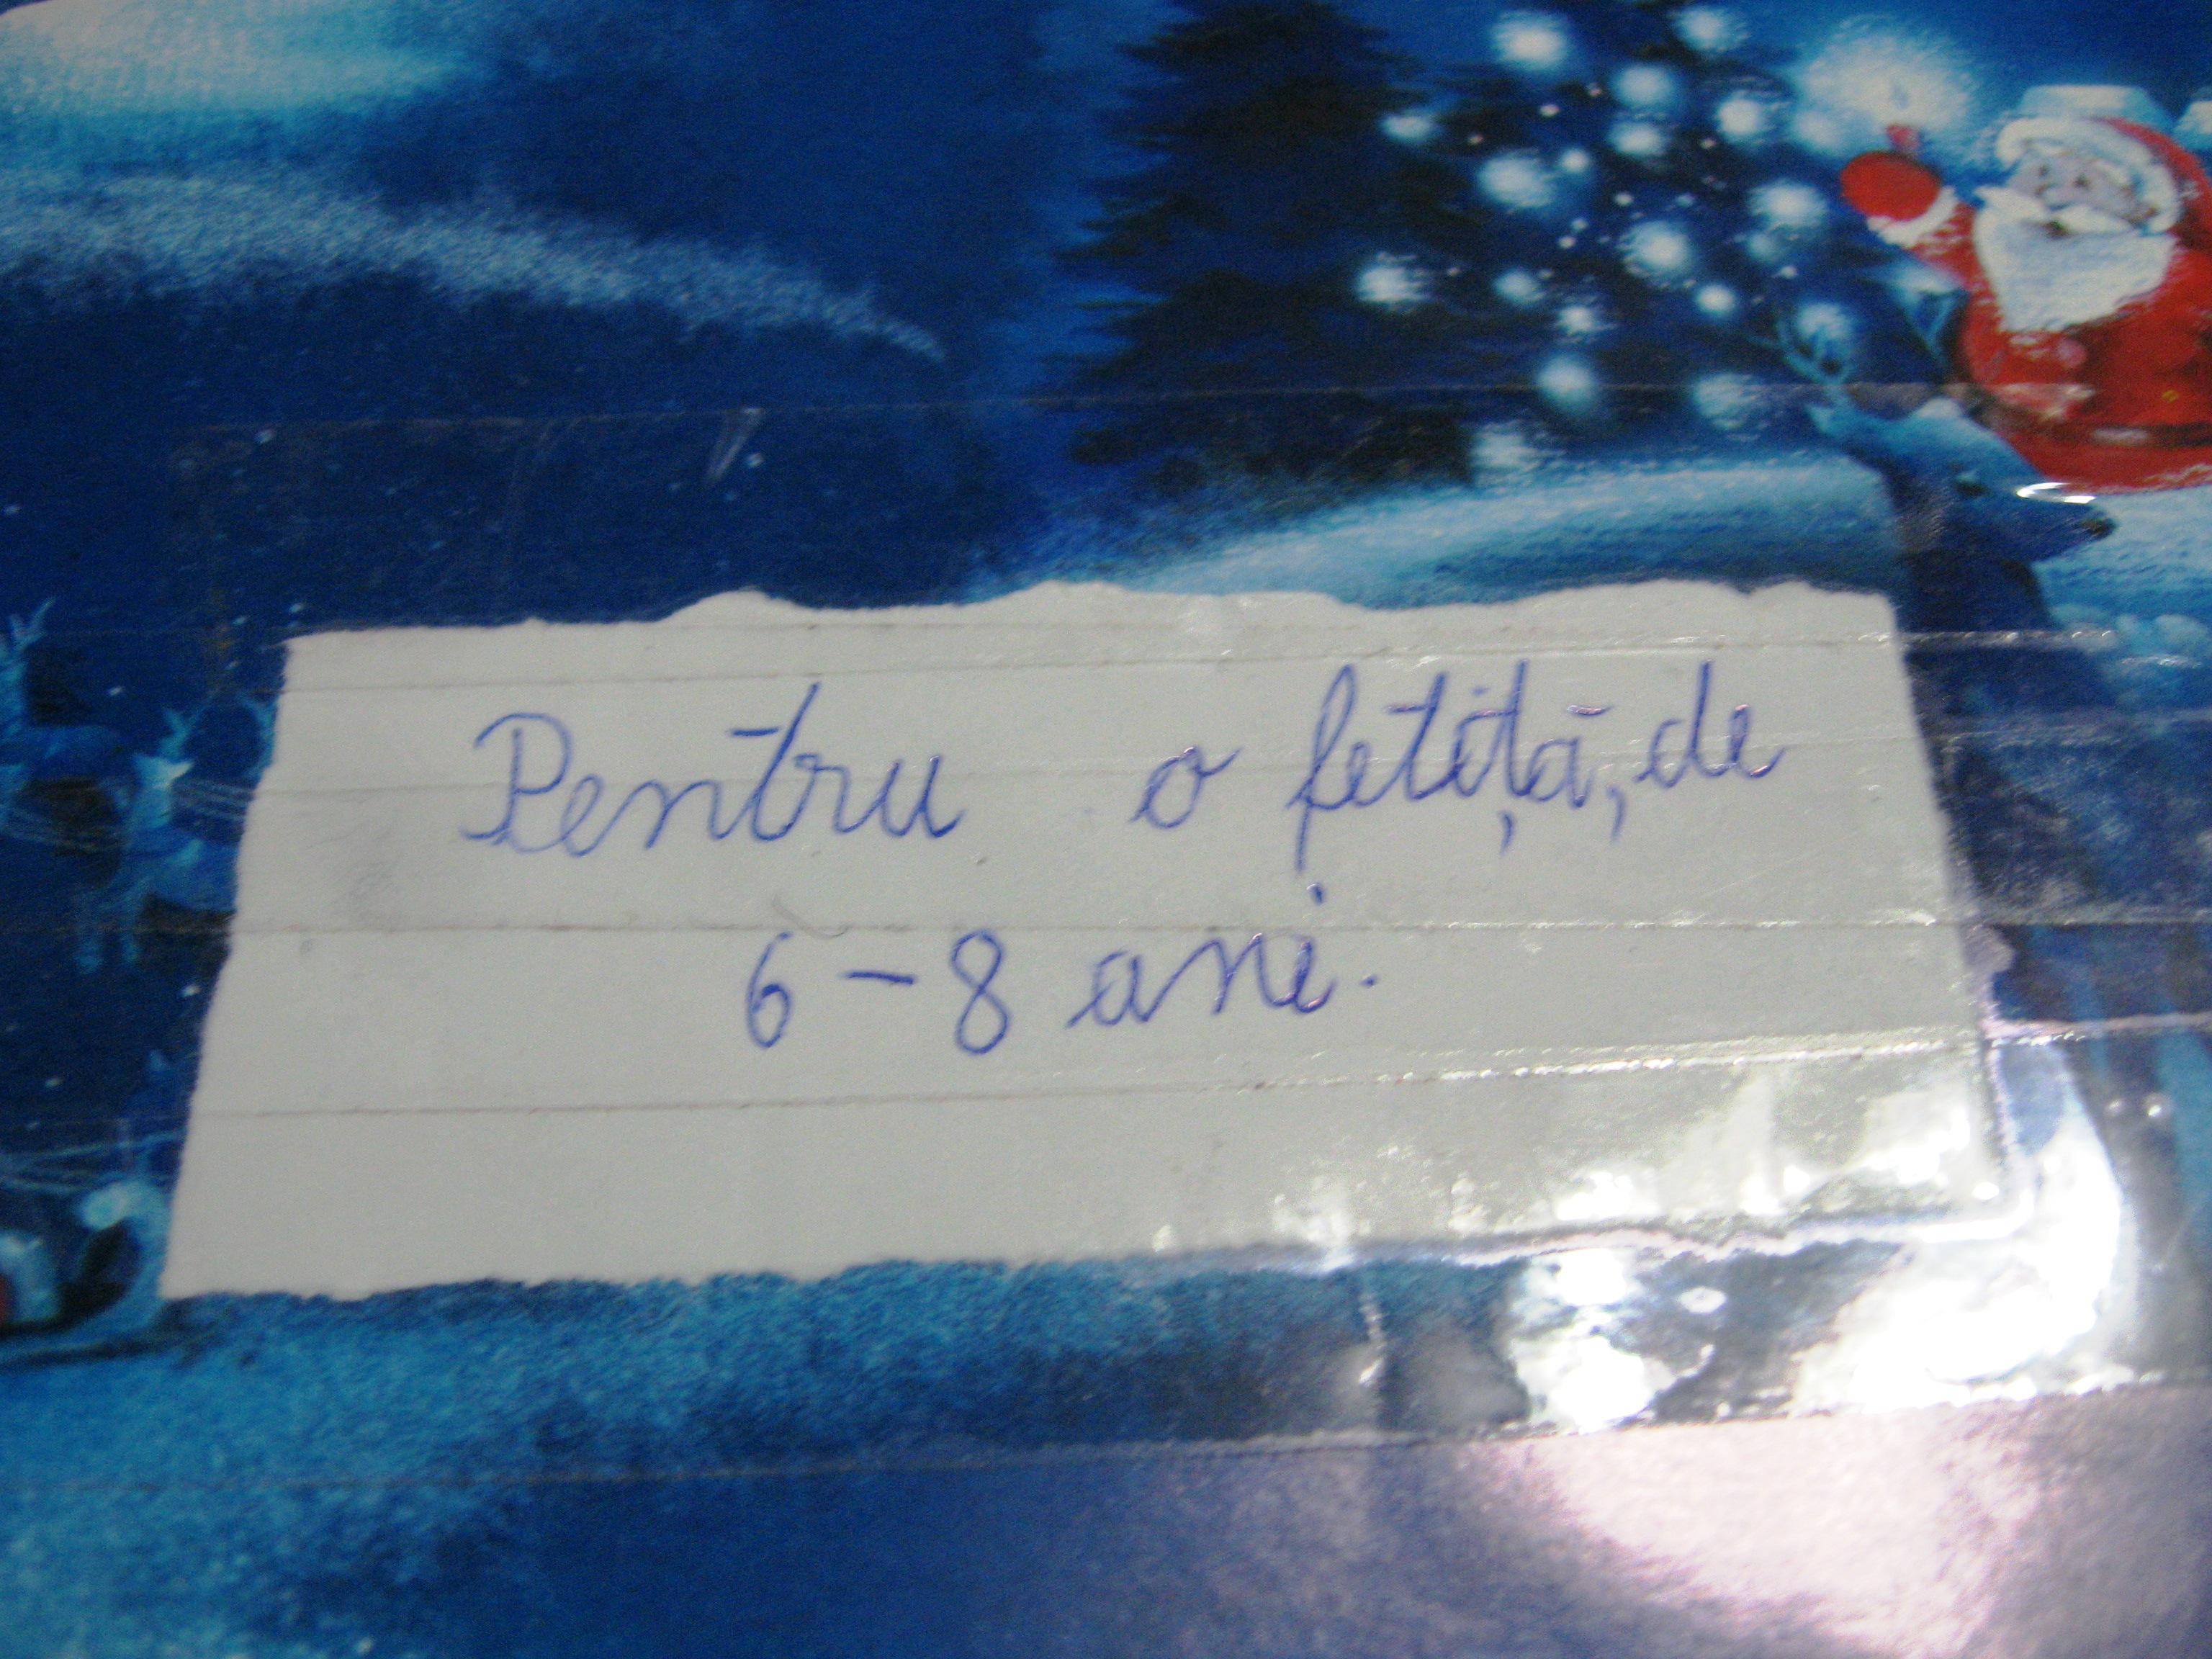 Pentru o fetiță, de
6-8 ani.